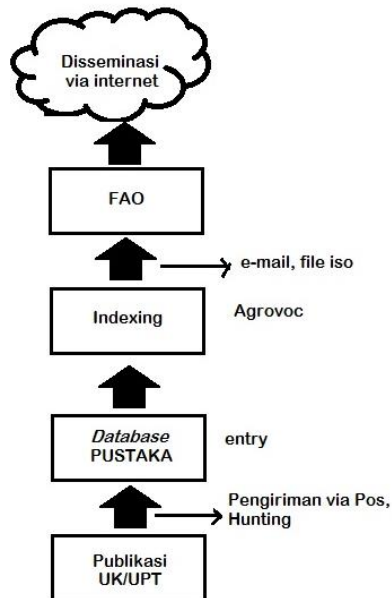 Disseminasi
via internet
FAO
e-mail, file iso
Indexing
Agrovoc
Database
PUSTAKA
entry
Pengiriman via Pos,
Hunting
Publikasi
UK/UPT